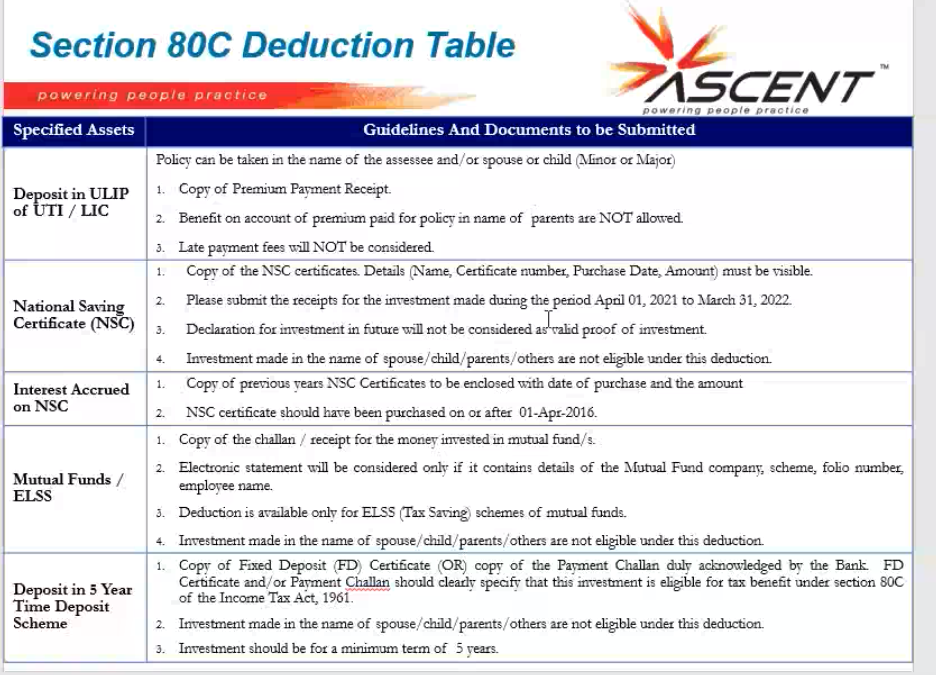 Section 80C Deduction Table
ASCENT™
powering people practice
powering people practice
Specified Assets
Guidelines And Documents to be Submitted
Deposit in ULIP
of UTI / LIC
Policy can be taken in the name of the assessee and/or spouse or child (Minor or Major)
1. Copy of Premium Payment Receipt.
2. Benefit on account of premium paid for policy in name of parents are NOT allowed.
3. Late payment fees will NOT be considered.
National Saving
Certificate (NSC)
1. Copy of the NSC certificates. Details (Name, Certificate number, Purchase Date, Amount) must be visible.
2. Please submit the receipts for the investment made during the period April 01, 2021 to March 31, 2022.
3. Declaration for investment in future will not be considered as valid proof of investment.
4. Investment made in the name of spouse/child/parents/others are not eligible under this deduction.
Interest Accrued
on NSC
1. Copy of previous years NSC Certificates to be enclosed with date of purchase and the amount
2. NSC certificate should have been purchased on or after 01-Apr-2016.
Mutual Funds /
ELSS
1. Copy of the challan / receipt for the money invested in mutual fund/s.
2. Electronic statement will be considered only if it contains details of the Mutual Fund company, scheme, folio number,
employee name.
3. Deduction is available only for ELSS (Tax Saving) schemes of mutual funds.
4. Investment made in the name of spouse/child/parents/others are not eligible under this deduction.
Deposit in 5 Year
Time Deposit
Scheme
1. Copy of Fixed Deposit (FD) Certificate (OR) copy of the Payment Challan duly acknowledged by the Bank. FD
Certificate and/or Payment Challan should clearly specify that this investment is eligible for tax benefit under section 80C
of the Income Tax Act, 1961.
2. Investment made in the name of spouse/child/parents/others are not eligible under this deduction.
3. Investment should be for a minimum term of 5 years.